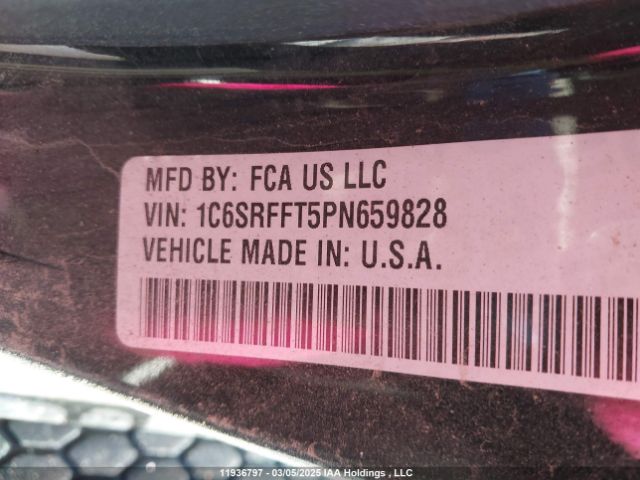 MFD BY: FCA US LLC
VIN: 1C6SRFFT5PN659828
VEHICLE MADE IN: U.S.A.
11936797 - 03/05/2025 IAA Holdings , LLC